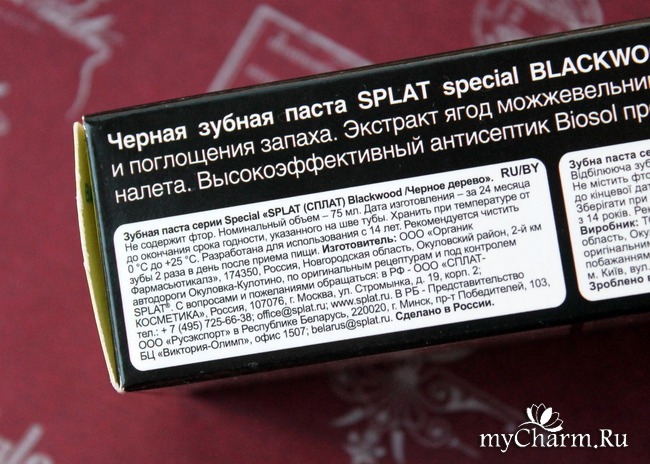 Черная зубная паста SPLAT special BLACKWO
и поглощения запаха. Экстракт ягод можжевельни
налета. Высокоэффективный антисептик Biosol пр
Зубная паста серии Special «SPLAT (СПЛАТ) Blackwood /Черное дерево». RU/BY
Не содержит фтор. Номинальный объем – 75 мл. Дата изготовления – за 24 месяца
до окончания срока годности, указанного на шве тубы. Хранить при температуре от
0 °С до +25 °С. Разработана для использования с 14 лет. Рекомендуется чистить
зубы 2 раза в день после приема пищи. Изготовитель: ООО «Органик
Фармасьютикалз», 174350, Россия, Новгородская область, Окуловский район, 2-й км
автодороги Окуловка-Кулотино, по оригинальным рецептурам и под контролем
SPLAT® С вопросами и пожеланиями обращаться: в РФ - ООО «СПЛАТ-
КОСМЕТИКА», Россия, 107076, г. Москва, ул. Стромынка, д. 19, корп. 2;
тел.: + 7 (495) 725-66-38; office@splat.ru; www.splat.ru. В РБ - Представительство
ООО «Русэкспорт» в Республике Беларусь, 220020, г. Минск, пр-т Победителей, 103,
БЦ «Виктория-Олимп», офис 1507; belarus@splat.ru. Сделано в России.
Зубна паста серії
Відбілююча зуб
Не містить фто
до кінцевої дат
Зберігати при
з 14 років. Рек
Виробник: Т
область, Оку
оригінальним
побажаннями
м. Київ, вул.
Зроблено в
myCharm.Ru